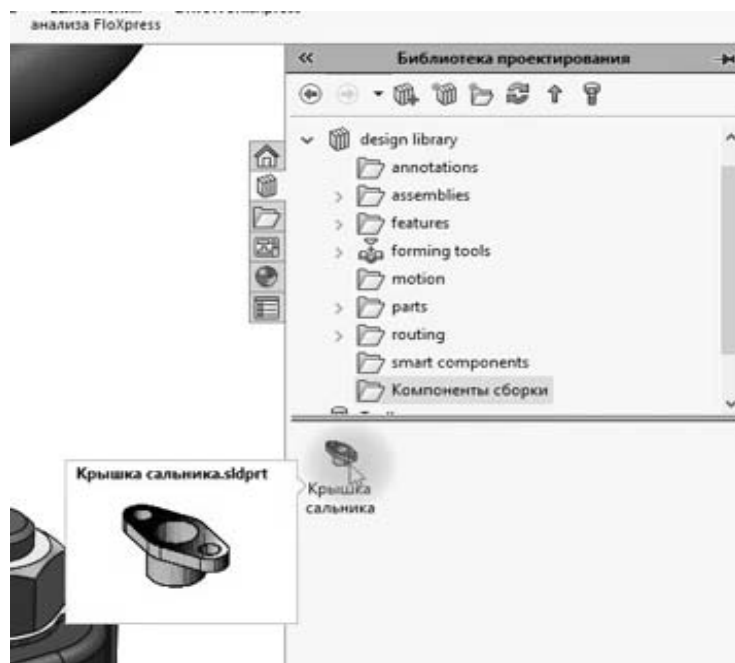 анализа FloXpress
Библиотека проектирования
design library
annotations
assemblies
features
forming tools
motion
parts
routing
smart components
Компоненты сборки
Крышка сальника.sldprt
Крышка
сальника